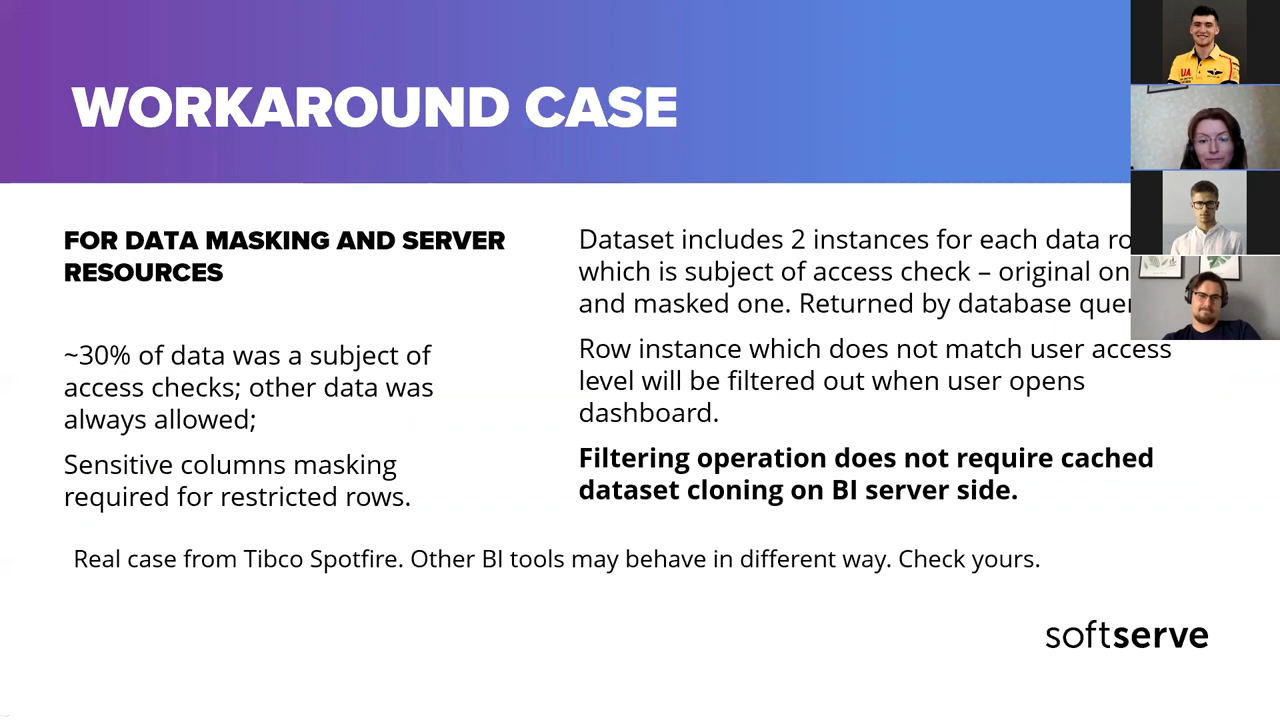 WORKAROUND CASE
FOR DATA MASKING AND SERVER
RESOURCES
~30% of data was a subject of
access checks; other data was
always allowed;
Sensitive columns masking
required for restricted rows.
Dataset includes 2 instances for each data
which is subject of access check – original
and masked one. Returned by database
Row instance which does not match user access
level will be filtered out when user opens
dashboard.
Filtering operation does not require cached
dataset cloning on BI server side.
Real case from Tibco Spotfire. Other BI tools may behave in different way. Check yours.
softserve
UA